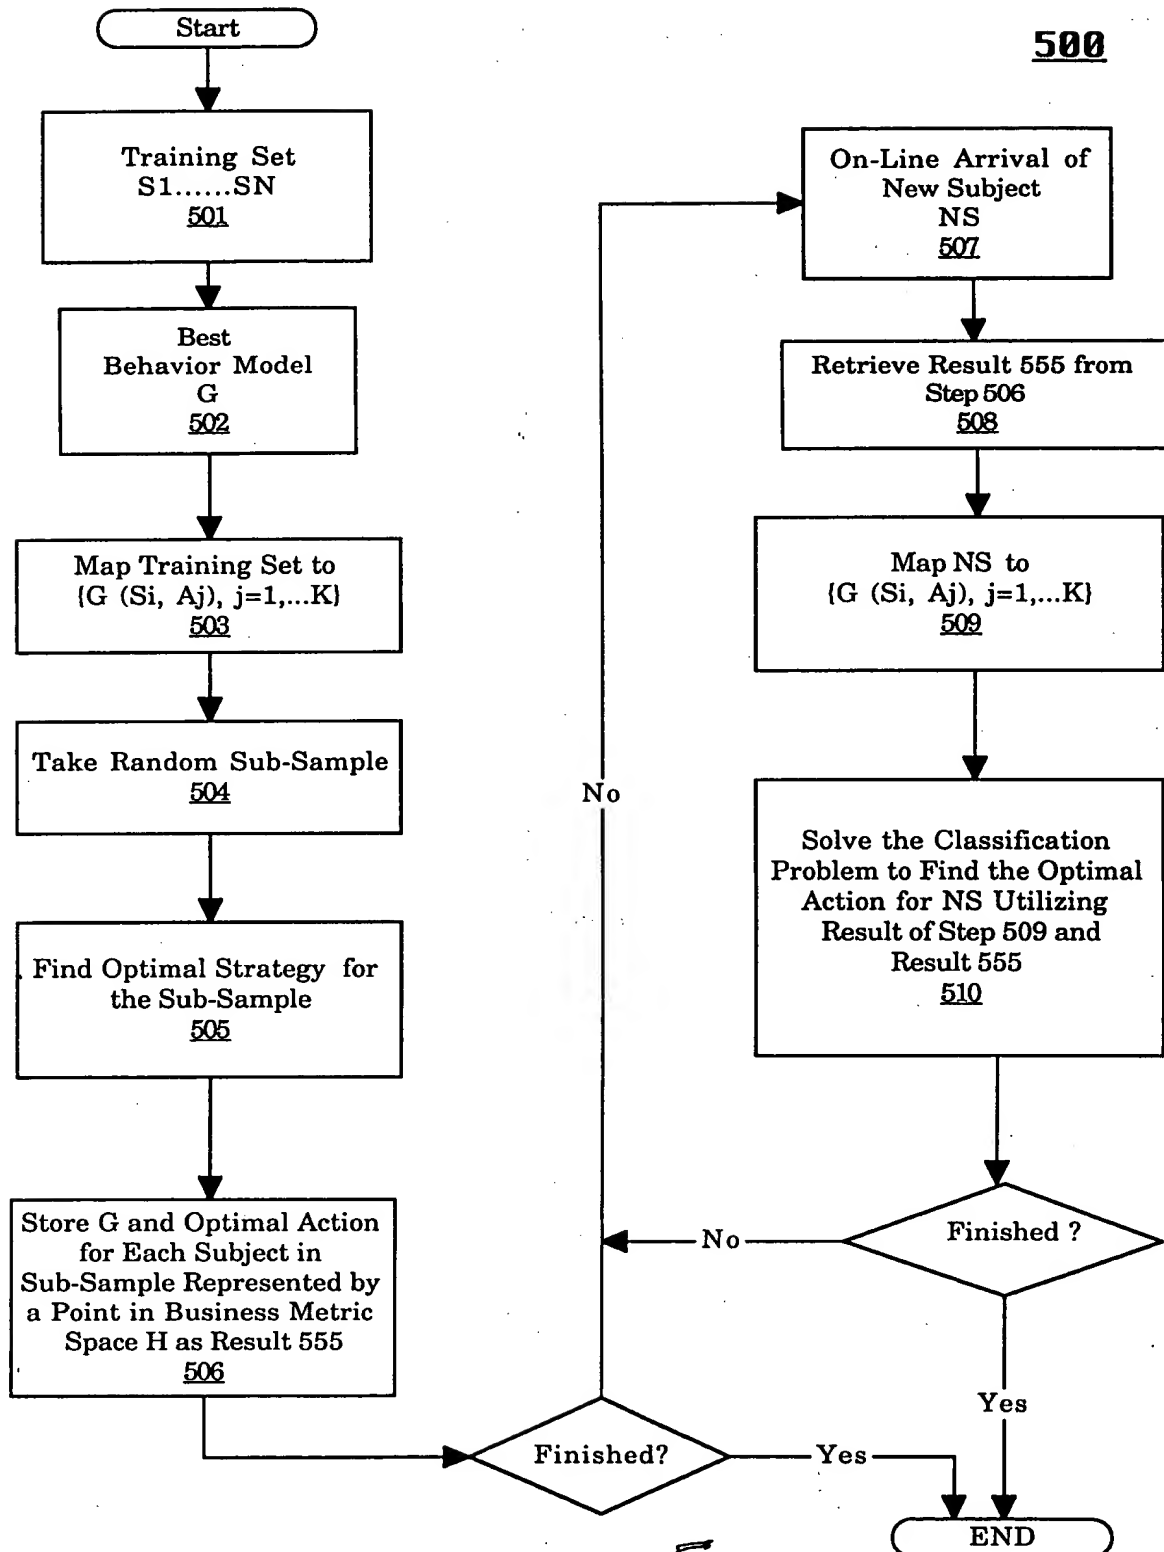 Start
500
Training Set
S1......SN
501
Best
Behavior Model
G
502
Map Training Set to
{G (Si, Aj), j=1,...K}
503
Take Random Sub-Sample
504
Find Optimal Strategy for
the Sub-Sample
505
Store G and Optimal Action
for Each Subject in
Sub-Sample Represented by
a Point in Business Metric
Space H as Result 555
506
Finished?
Yes
No
On-Line Arrival of
New Subject
NS
507
Retrieve Result 555 from
Step 506
508
Map NS to
{G (Si, Aj), j=1,...K}
509
Solve the Classification
Problem to Find the Optimal
Action for NS Utilizing
Result of Step 509 and
Result 555
510
Finished ?
No
Yes
END